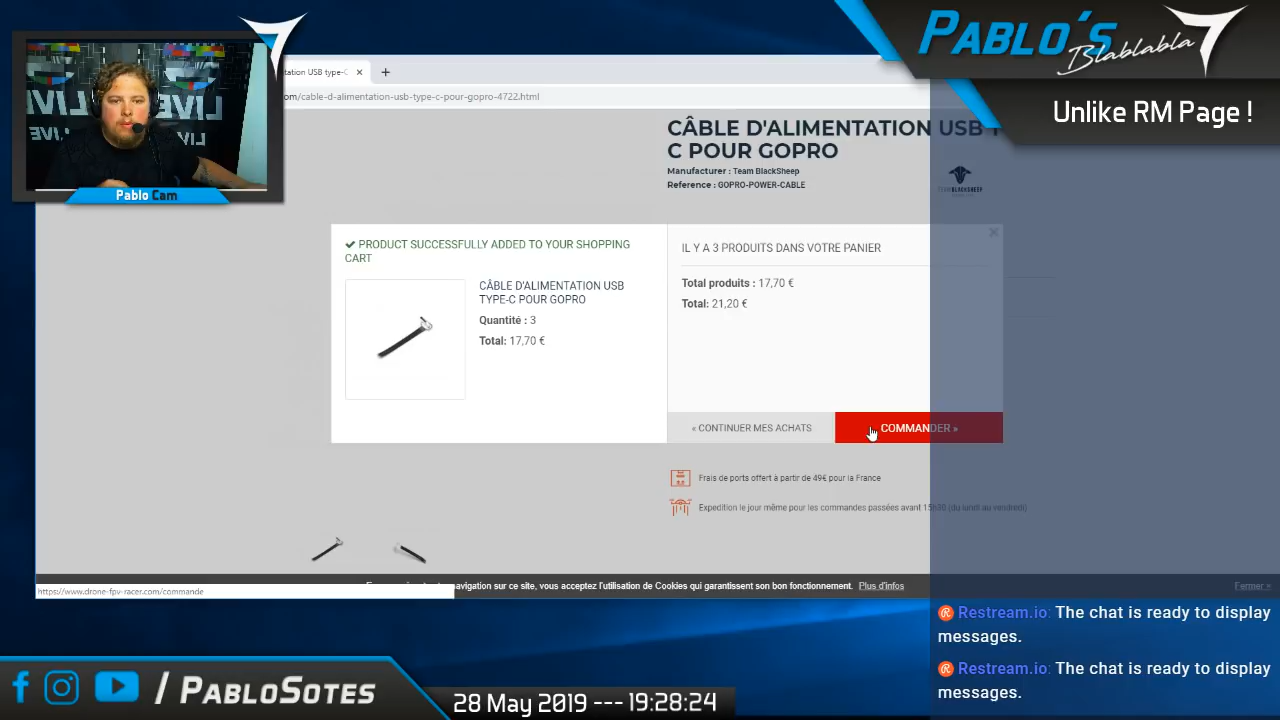 PABLO'S
Blablabla
Unlike RM Page !
LIVE
LIVE
Pablo Cam
ntation USB type-C
om/cable-d-alimentation-usb-type-c-pour-gopro-4722.html
CÂBLE D'ALIMENTATION USB T
C POUR GOPRO
Manufacturer : Team BlackSheep
Reference : GOPRO-POWER-CABLE
TEAMBLACKSHEEP
✔ PRODUCT SUCCESSFULLY ADDED TO YOUR SHOPPING
CART
CÂBLE D'ALIMENTATION USB
TYPE-C POUR GOPRO
Quantité : 3
Total: 17,70 €
IL Y A 3 PRODUITS DANS VOTRE PANIER
Total produits : 17,70 €
Total: 21,20 €
« CONTINUER MES ACHATS
COMMANDER »
Frais de ports offert à partir de 49€ pour la France
Expedition le jour même pour les commandes passées avant 15h30 (du lundi au vendredi)
navigation sur ce site, vous acceptez l'utilisation de Cookies qui garantissent son bon fonctionnement. Plus d'infos
Fermer ×
https://www.drone-fpv-racer.com/commande
Restream.io: The chat is ready to display
messages.
Restream.io: The chat is ready to display
messages.
/ PABLOSOTES
28 May 2019 --- 19:28:24